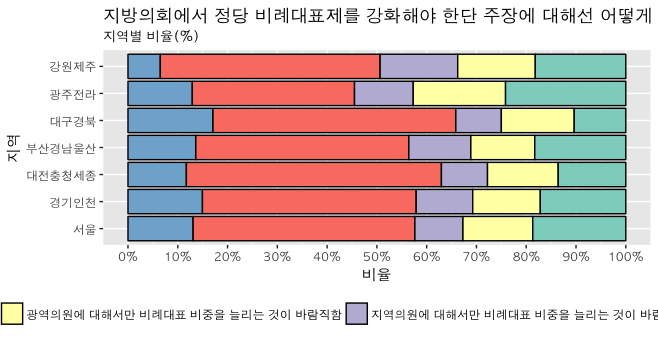 지방의회에서 정당 비례대표제를 강화해야 한단 주장에 대해선 어떻게
지역별 비율(%)
강원제주
광주전라
대구경북
부산경남울산
대전충청세종
경기인천
서울
지역
0% 10% 20% 30% 40% 50% 60% 70% 80% 90% 100%
비율
광역의원에 대해서만 비례대표 비중을 늘리는 것이 바람직함 지역의원에 대해서만 비례대표 비중을 늘리는 것이 바람